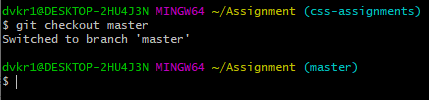 dvkr1@DESKTOP-2HU4J3N MINGW64 ~/Assignment (css-assignments)
$ git checkout master
Switched to branch 'master'

dvkr1@DESKTOP-2HU4J3N MINGW64 ~/Assignment (master)
$